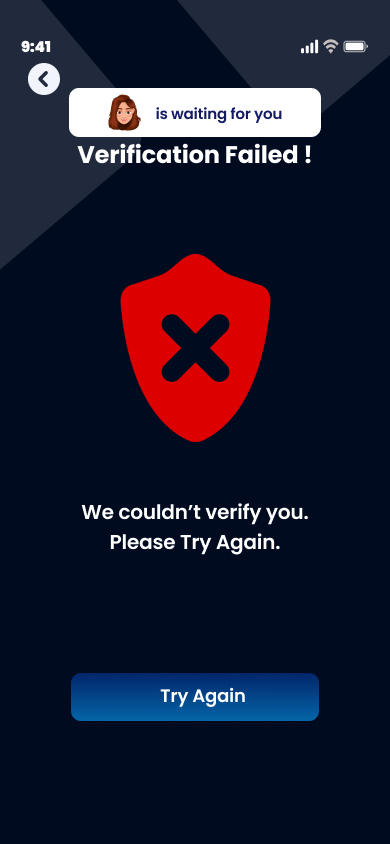 9:41
is waiting for you
Verification Failed !
We couldn't verify you.
Please Try Again.
Try Again